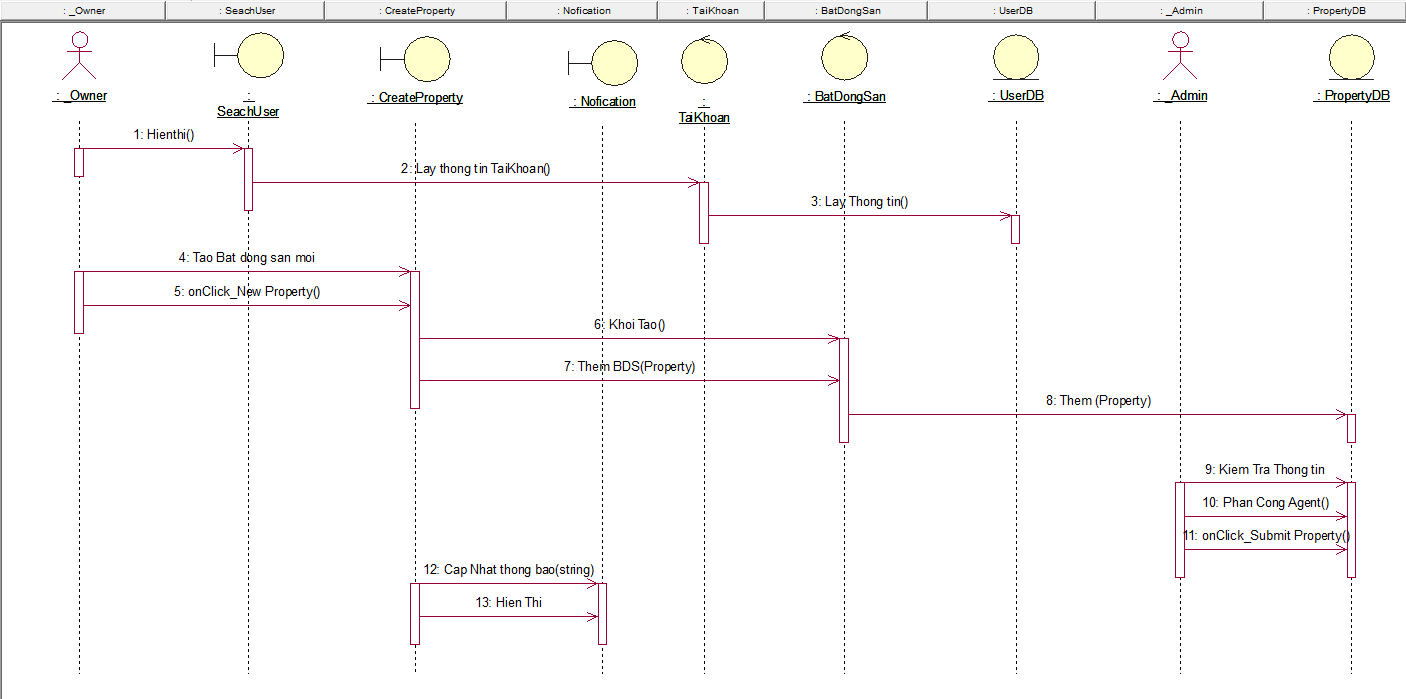 : _Owner
: SeachUser
: CreateProperty
: Nofication
: TaiKhoan
: BatDongSan
: UserDB
: _Admin
: PropertyDB
: _Owner
:
SeachUser
: CreateProperty
: Nofication
:
TaiKhoan
: BatDongSan
: UserDB
: _Admin
: PropertyDB
1: Hienthi()
2: Lay thong tin TaiKhoan()
3: Lay Thong tin()
4: Tao Bat dong san moi
5: onClick_New Property()
6: Khoi Tao()
7: Them BDS(Property)
8: Them (Property)
9: Kiem Tra Thong tin
10: Phan Cong Agent()
11: onClick_Submit Property()
12: Cap Nhat thong bao(string)
13: Hien Thi